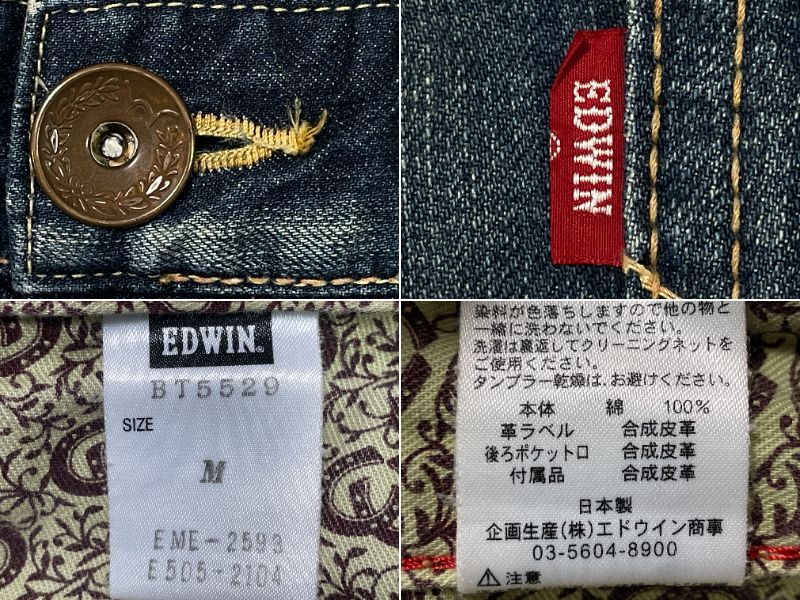 EDWIN
EDWIN
BT5529
SIZE
M
EME-2593
E505-2104
染料が色落ちしますので他の物と
一緒に洗わないでください。
洗濯は裏返してクリーニングネットを
ご使用ください。
タンブラー乾燥は、お避けください。
本体 綿 100%
革ラベル 合成皮革
後ろポケット口 合成皮革
付属品 合成皮革
日本製
企画生産(株)エドウイン商事
03-5604-8900
⚠注意